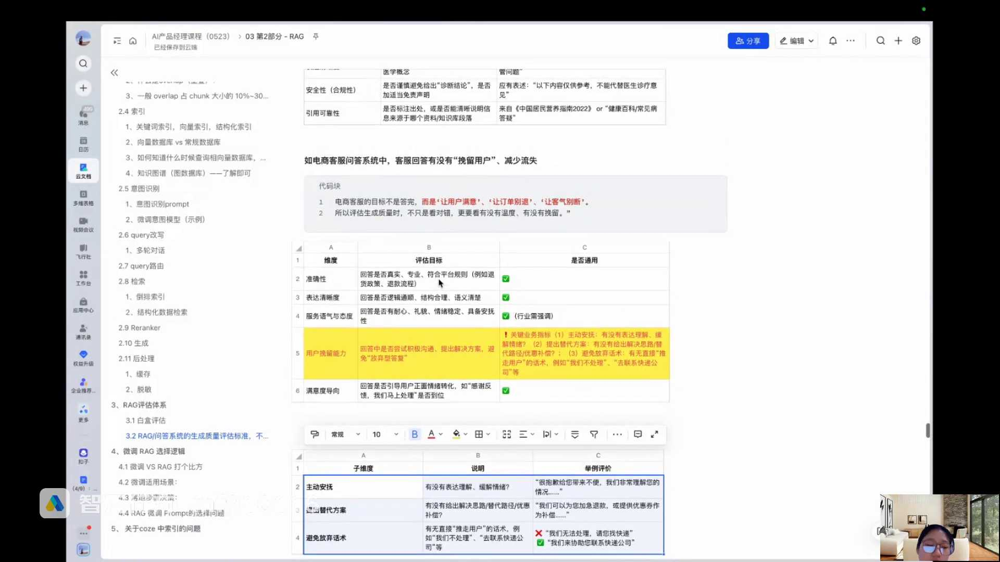 AI产品经理课程（0523） › 03 第2部分 - RAG
已经保存到云端
分享
编辑
499
消息
日历
云文档
多维表格
视频会议
飞行社
工作台
应用中心
通讯录
权益升级
企业推荐...
更多
扣子
(4/9) : ...
3、一般 overlap 占 chunk 大小的 10%~30...
2.4 索引
1、关键词索引，向量索引，结构化索引
2、向量数据库 vs 常规数据库
3、如何知道什么时候查询相向量数据库，...
4、知识图谱（图数据库）——了解即可
2.5 意图识别
1、意图识别prompt
2、微调意图模型（示例）
2.6 query改写
1、多轮对话
2.7 query路由
2.8 检索
1、倒排索引
2、结构化数据检索
2.9 Reranker
2.10 生成
2.11 后处理
1、缓存
2、脱敏
3、RAG评估体系
3.1 白盒评估
3.2 RAG/问答系统的生成质量评估标准，不...
4、微调 RAG 选择逻辑
4.1 微调 VS RAG 打个比方
4.2 微调适用场景：
4.3 落地步骤决策：
4.4 RAG 微调 Prompt的选择问题
5、 关于coze 中索引的问题
医学概念
管问题”
安全性（合规性）
是否谨慎避免给出“诊断结论”，是否
加适当免责声明
应有表述：“以下内容仅供参考，不能代替医生诊疗意
见”
引用可靠性
是否标注出处，或是否能清晰说明信
息来源于哪个资料/知识库段落
来自《中国居民营养指南2022》 or “健康百科/常见病
答疑”
如电商客服问答系统中，客服回答有没有“挽留用户”、减少流失
代码块
1 电商客服的目标不是答完，而是‘让用户满意’、‘让订单别退’、‘让客气别断’。
2 所以评估生成质量时，不只是看对错，更要看有没有温度、有没有挽留。”
A B C
1 维度 评估目标 是否通用
2 准确性
回答是否真实、专业、符合平台规则（例如退
货政策、退款流程）
✅
3 表达清晰度 回答是否逻辑通顺、结构合理、语义清楚 ✅
4 服务语气与态度
回答是否有耐心、礼貌、情绪稳定、具备安抚
性
✅（行业需强调）
5 用户挽留能力
回答中是否尝试积极沟通、提出解决方案，避
免“放弃型答复”
❗关键业务指标（1）主动安抚：有没有表达理解、缓
解情绪？（2）提出替代方案：有没有给出解决思路/替
代路径/优惠补偿？；（3）避免放弃话术：有无直接“推
走用户”的话术，例如“我们不处理”、“去联系快递公
司”等
6 满意度导向
回答是否引导用户正面情绪转化，如“感谢反
馈，我们马上处理”是否到位
✅
常规 10 B A
A B C
1 子维度 说明 举例评价
2 主动安抚 有没有表达理解、缓解情绪？
“很抱歉给您带来不便，我们非常理解您的
情况……”
3 提出替代方案
有没有给出解决思路/替代路径/优惠
补偿？
“我们可以为您加急退款，或提供优惠券作
为补偿……”
4 避免放弃话术
有无直接“推走用户”的话术，例
如“我们不处理”、“去联系快递公
司”等
❌ “我们无法处理，请您找快递”
✅ “我们来协助您联系快递公司”